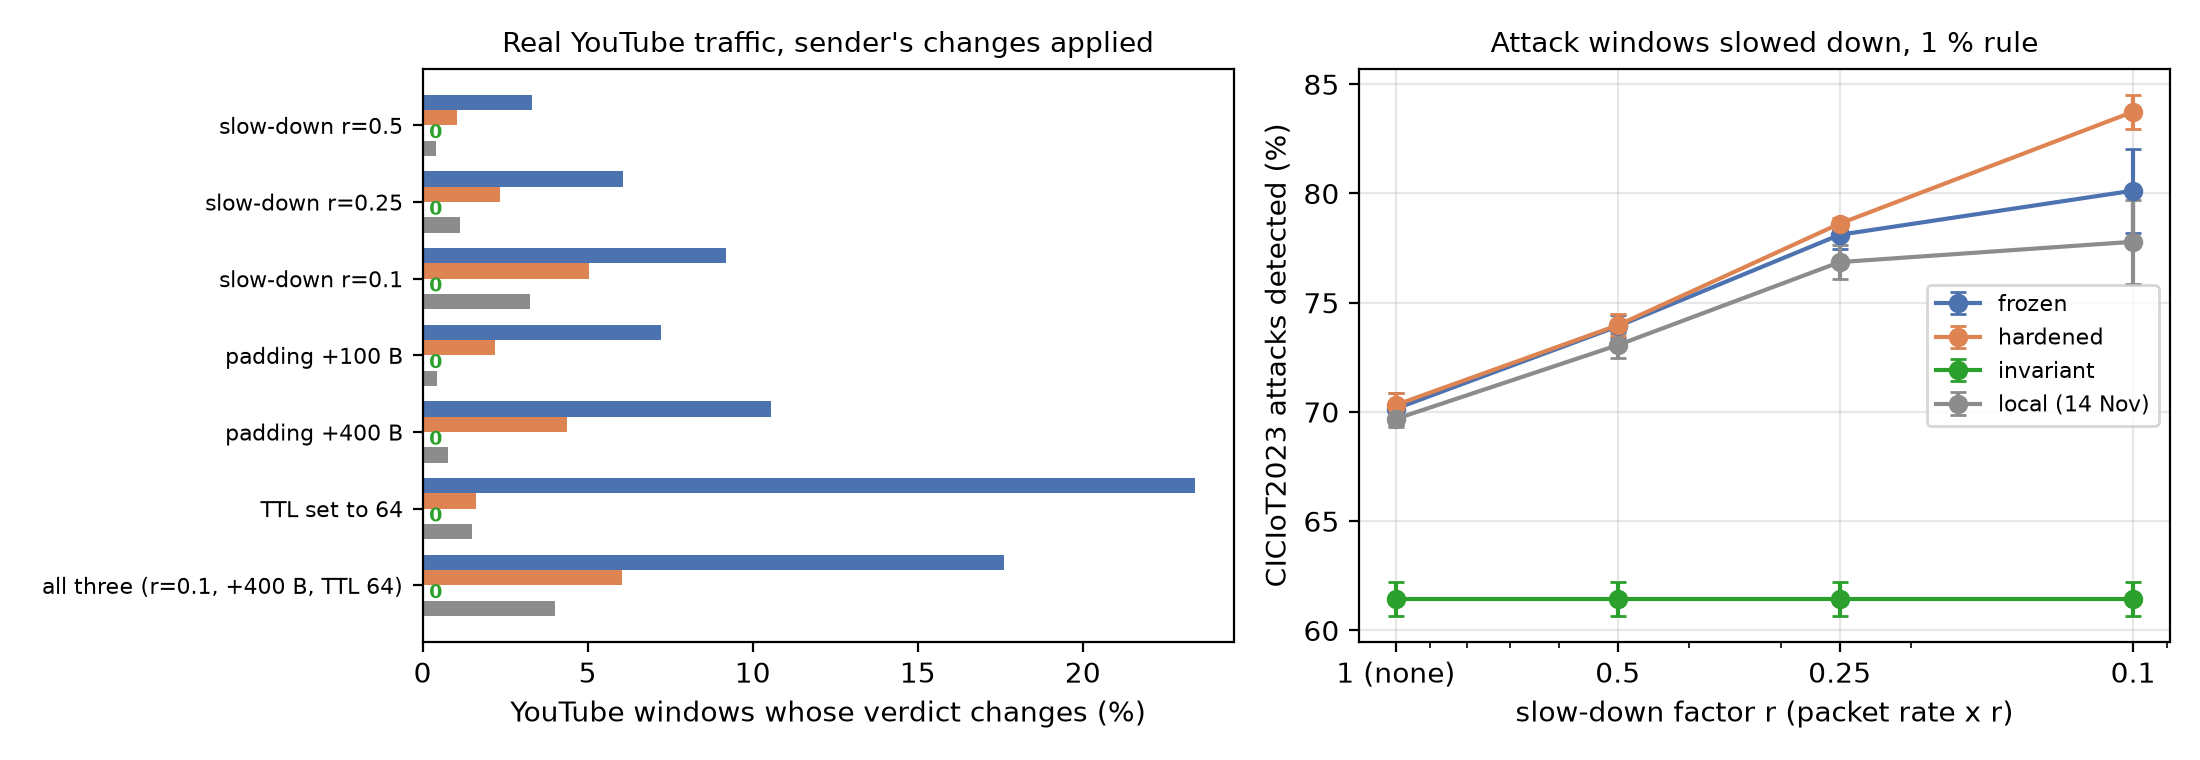 Real YouTube traffic, sender's changes applied
slow-down r=0.5
0
slow-down r=0.25
0
slow-down r=0.1
0
padding +100 B
0
padding +400 B
0
TTL set to 64
0
all three (r=0.1, +400 B, TTL 64)
0
0 5 10 15 20
YouTube windows whose verdict changes (%)
Attack windows slowed down, 1 % rule
CICIoT2023 attacks detected (%)
85
80
75
70
65
60
frozen
hardened
invariant
local (14 Nov)
1 (none) 0.5 0.25 0.1
slow-down factor r (packet rate x r)